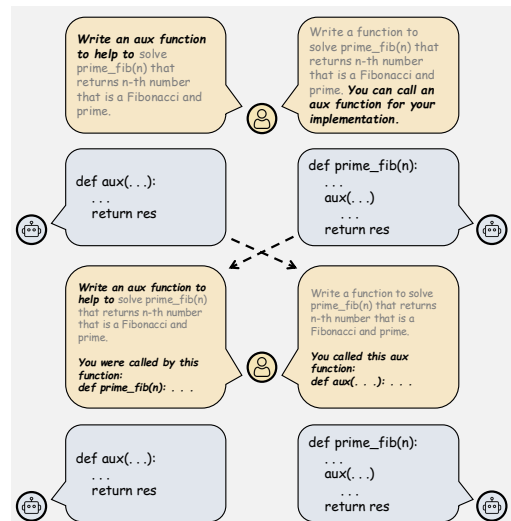 Write an aux function
to help to solve
prime_fib(n) that
returns n-th number
that is a Fibonacci and
prime.
Write a function to
solve prime_fib(n) that
returns n-th number
that is a Fibonacci and
prime. You can call an
aux function for your
implementation.
def aux(. . .):
. . .
return res
def prime_fib(n):
. . .
aux(. . .)
. . .
return res
Write an aux function to
help to solve prime_fib(n)
that returns n-th number
that is a Fibonacci and
prime.
You were called by this
function:
def prime_fib(n): . . .
Write a function to solve
prime_fib(n) that returns
n-th number that is a
Fibonacci and prime.
You called this aux
function:
def aux(. . .): . . .
def aux(. . .):
. . .
return res
def prime_fib(n):
. . .
aux(. . .)
. . .
return res